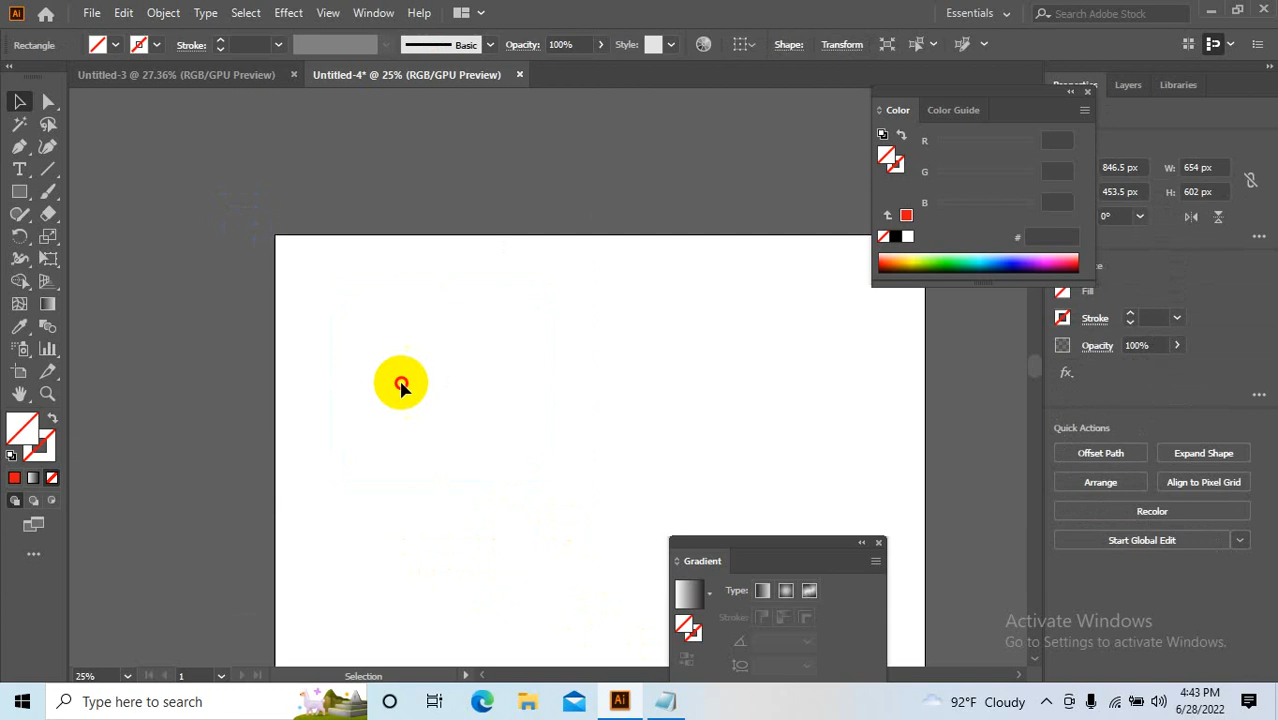 Ai File Edit Object Type Select Effect View Window Help Essentials Search Adobe Stock
Rectangle Stroke: Basic Opacity: 100% Style: Shape: Transform
Untitled-3 @ 27.36% (RGB/GPU Preview) Untitled-4* @ 25% (RGB/GPU Preview)
Properties Layers Libraries
Color Color Guide
R
G
B
#
846.5 px W: 654 px
453.5 px H: 602 px
0°
Fill
Stroke
Opacity 100%
fx.
Quick Actions
Offset Path Expand Shape
Arrange Align to Pixel Grid
Recolor
Start Global Edit
Gradient
Type:
Stroke:
Activate Windows
Go to Settings to activate Windows.
25% 1 Selection
Type here to search Ai 92°F Cloudy 4:43 PM
6/28/2022